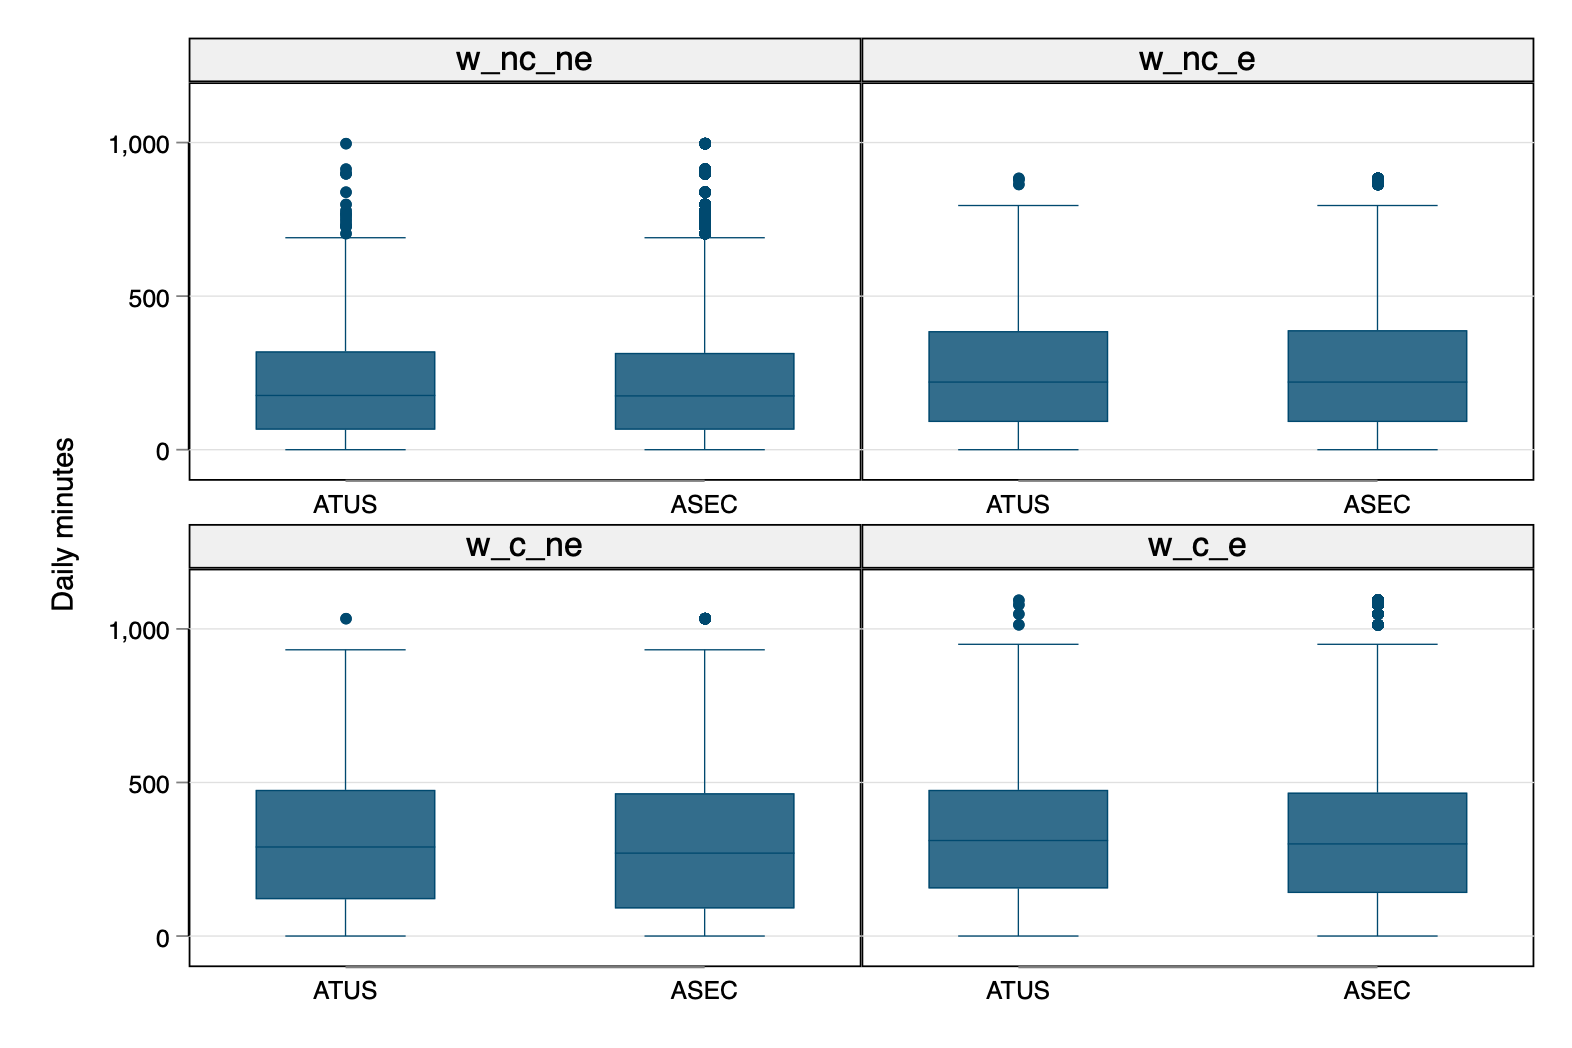 w_nc_ne
w_nc_e
1,000
500
0
ATUS
ASEC
ATUS
ASEC
Daily minutes
w_c_ne
w_c_e
1,000
500
0
ATUS
ASEC
ATUS
ASEC